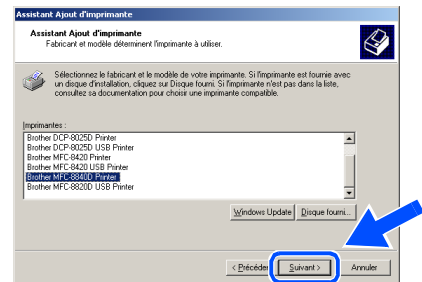 Assistant Ajout d'imprimante
Assistant Ajout d'imprimante
Fabricant et modèle déterminent l'imprimante à utiliser.
Sélectionnez le fabricant et le modèle de votre imprimante. Si l'imprimante est fournie avec
un disque d'installation, cliquez sur Disque fourni. Si l'imprimante n'est pas dans la liste,
consultez sa documentation pour choisir une imprimante compatible.
Imprimantes :
Brother DCP-8025D Printer
Brother DCP-8025D USB Printer
Brother MFC-8420 Printer
Brother MFC-8420 USB Printer
Brother MFC-8840D Printer
Brother MFC-8820D USB Printer
Windows Update Disque fourni...
< Précéden Suivant > Annuler